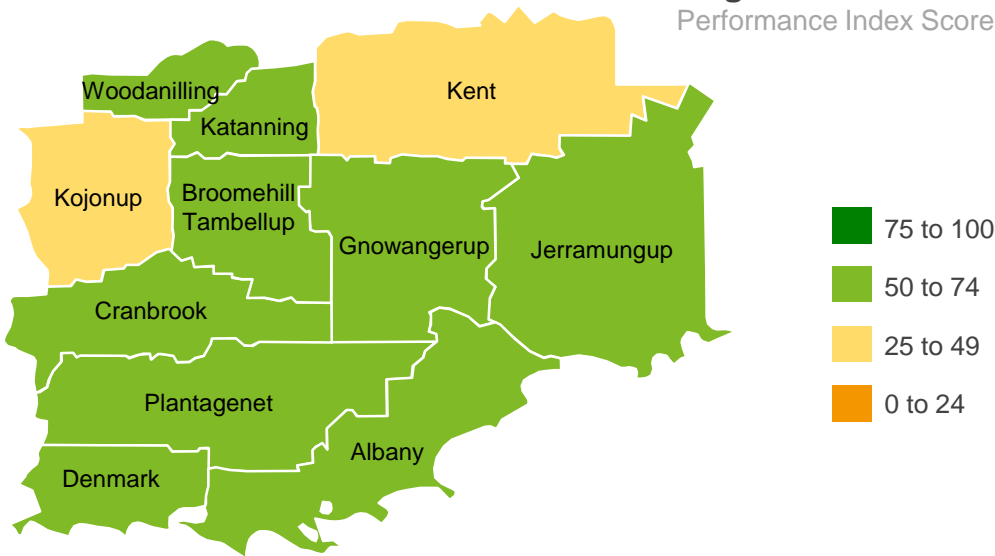 Performance Index Score
Woodanilling
Kent
Katanning
Kojonup
Broomehill
Tambellup
Gnowangerup
Jerramungup
Cranbrook
Plantagenet
Albany
Denmark
75 to 100
50 to 74
25 to 49
0 to 24